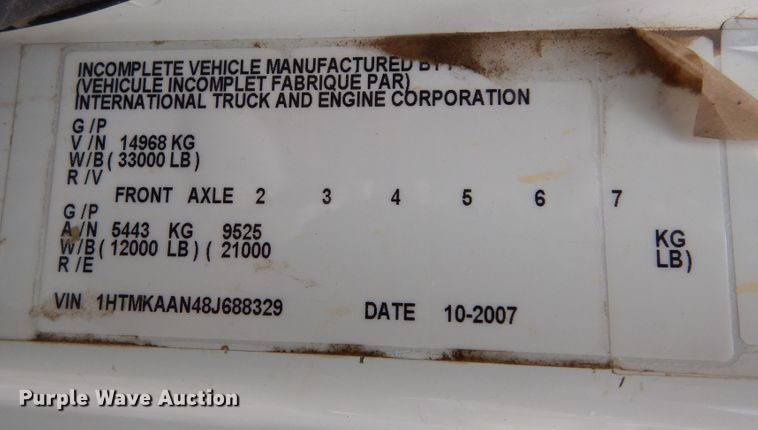 INCOMPLETE VEHICLE MANUFACTURED BY
(VEHICULE INCOMPLET FABRIQUE PAR)
INTERNATIONAL TRUCK AND ENGINE CORPORATION
G /P
V /N 14968 KG
W/B ( 33000 LB )
R /V
FRONT AXLE 2 3 4 5 6 7
G /P
A /N 5443 KG 9525 KG
W/B ( 12000 LB ) ( 21000 LB)
R /E
VIN 1HTMKAAN48J688329 DATE 10-2007
Purple Wave Auction